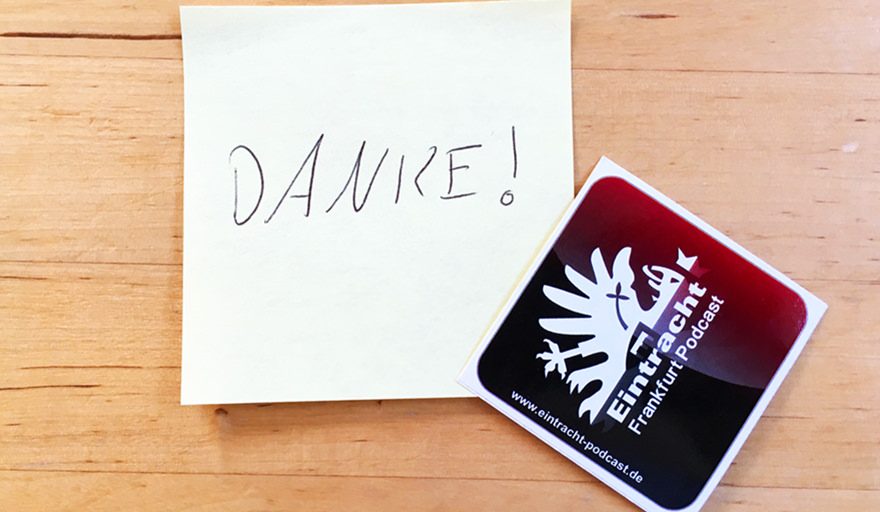 DANKE!
Eintracht
Frankfurt Podcast
www.eintracht-podcast.de